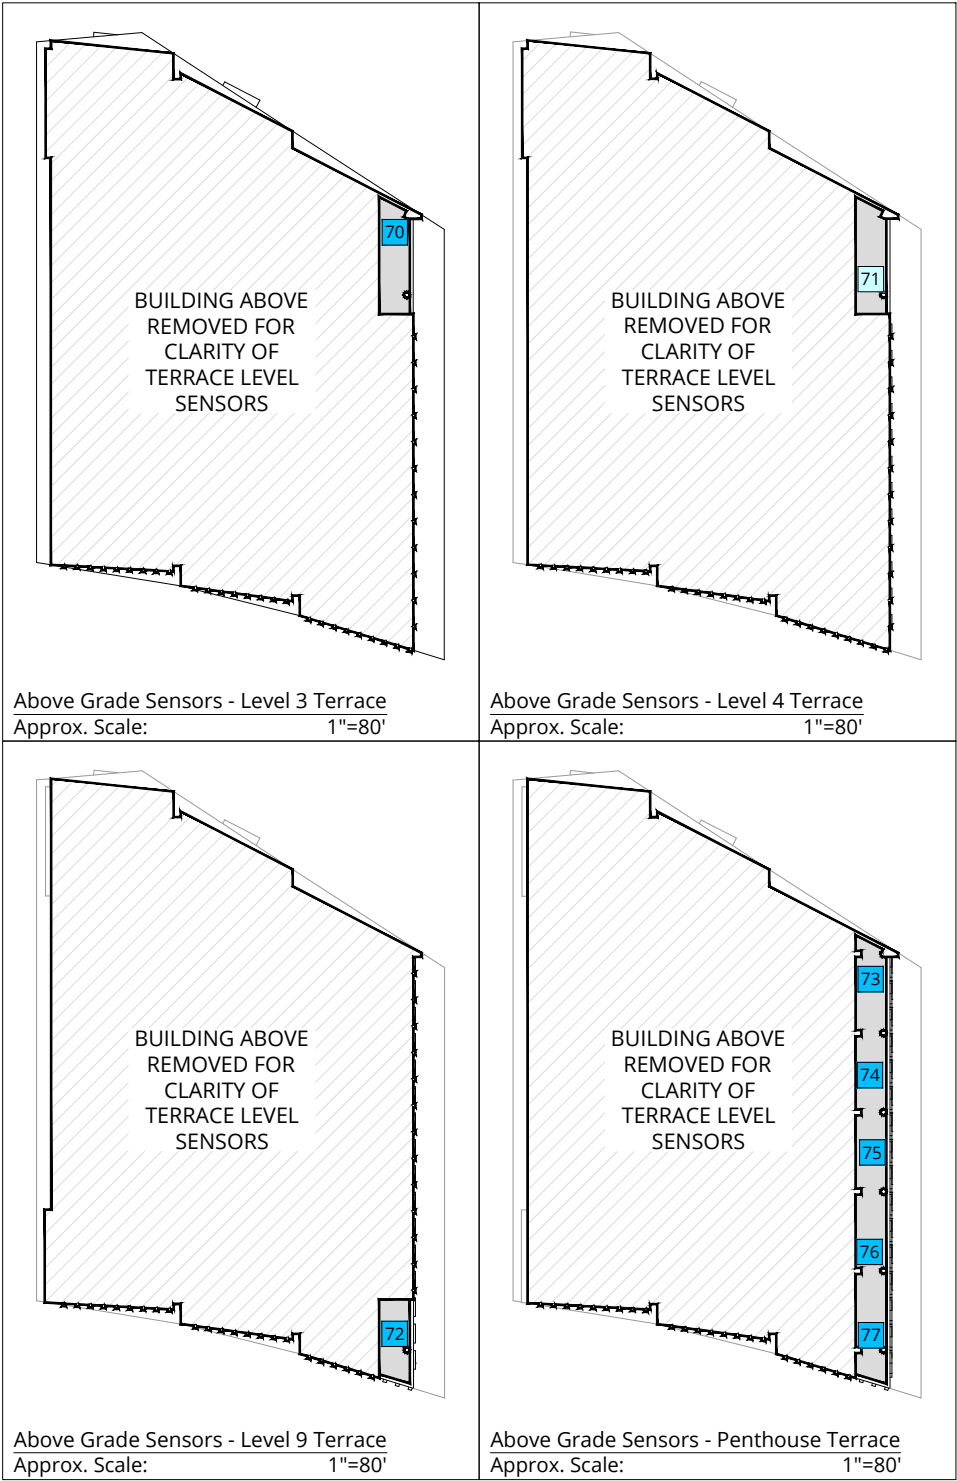 70
BUILDING ABOVE
REMOVED FOR
CLARITY OF
TERRACE LEVEL
SENSORS
Above Grade Sensors - Level 3 Terrace
Approx. Scale: 1"=80'
71
BUILDING ABOVE
REMOVED FOR
CLARITY OF
TERRACE LEVEL
SENSORS
Above Grade Sensors - Level 4 Terrace
Approx. Scale: 1"=80'
BUILDING ABOVE
REMOVED FOR
CLARITY OF
TERRACE LEVEL
SENSORS
72
Above Grade Sensors - Level 9 Terrace
Approx. Scale: 1"=80'
73
BUILDING ABOVE
REMOVED FOR
CLARITY OF
TERRACE LEVEL
SENSORS
74
75
76
77
Above Grade Sensors - Penthouse Terrace
Approx. Scale: 1"=80'